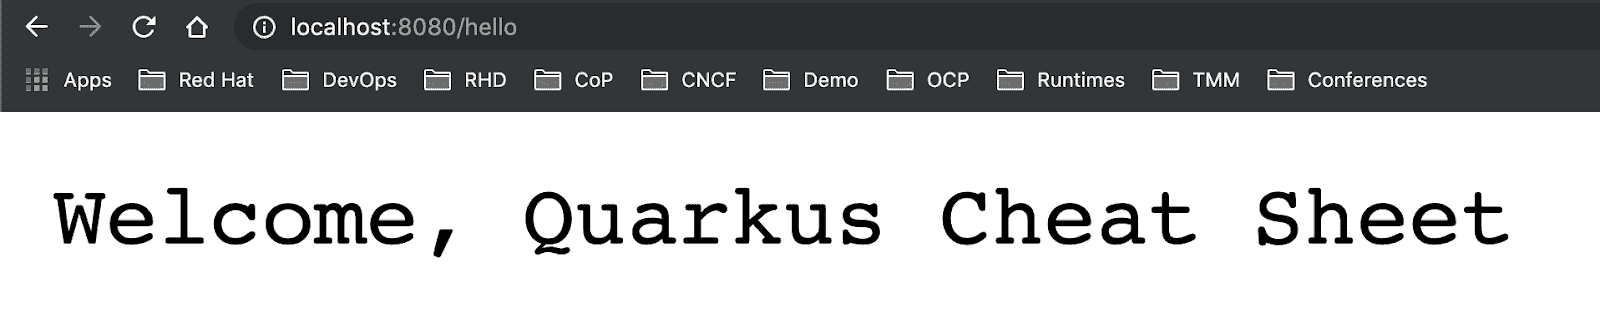 localhost:8080/hello
Apps Red Hat DevOps RHD CoP CNCF Demo OCP Runtimes TMM Conferences
Welcome, Quarkus Cheat Sheet